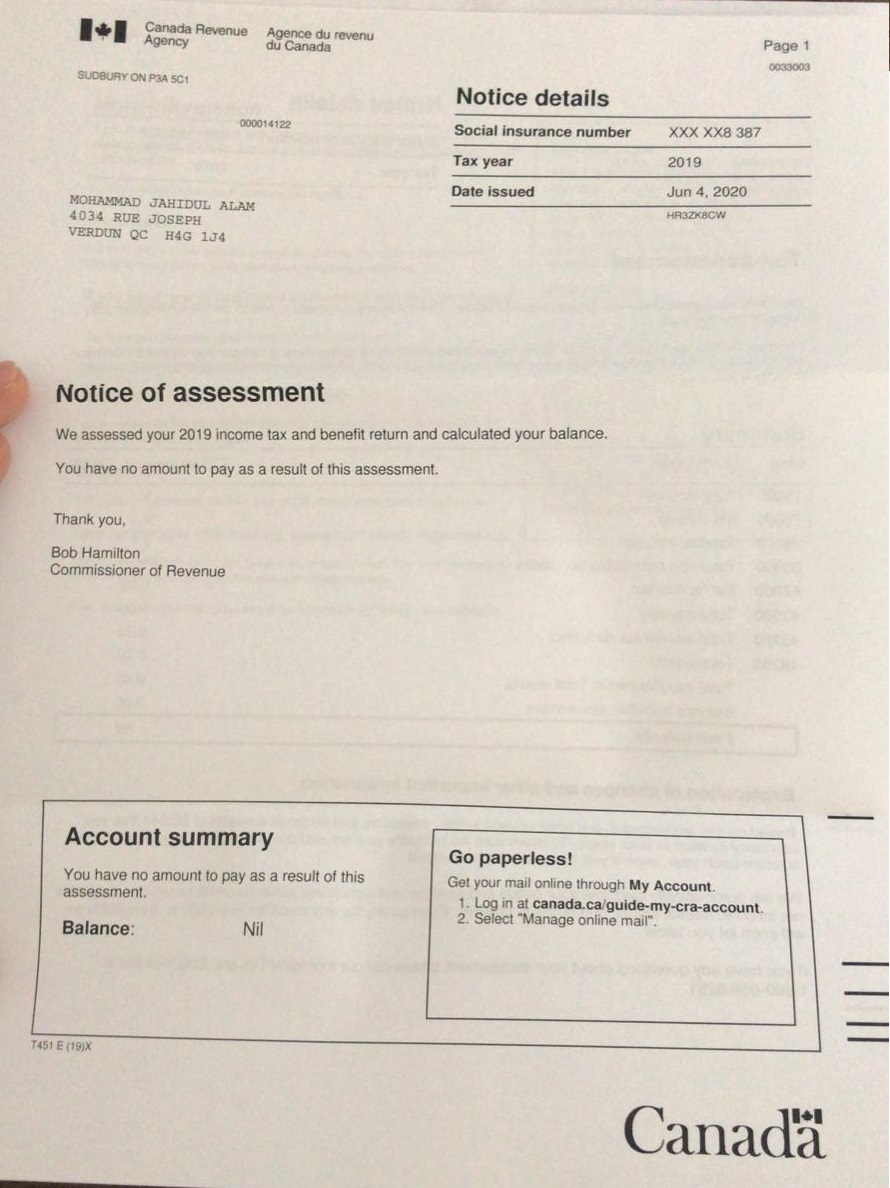 Canada Revenue Agency
Agence du revenu du Canada
SUDBURY ON P3A 5C1
Page 1
0033003
000014122
Notice details
Social insurance number XXX XX8 387
Tax year 2019
Date issued Jun 4, 2020
HR3ZK8CW
MOHAMMAD JAHIDUL ALAM
4034 RUE JOSEPH
VERDUN QC H4G 1J4
Notice of assessment
We assessed your 2019 income tax and benefit return and calculated your balance.
You have no amount to pay as a result of this assessment.
Thank you,
Bob Hamilton
Commissioner of Revenue
Account summary
You have no amount to pay as a result of this
assessment.
Balance: Nil
Go paperless!
Get your mail online through My Account.
1. Log in at canada.ca/guide-my-cra-account.
2. Select "Manage online mail".
T451 E (19)X
Canada